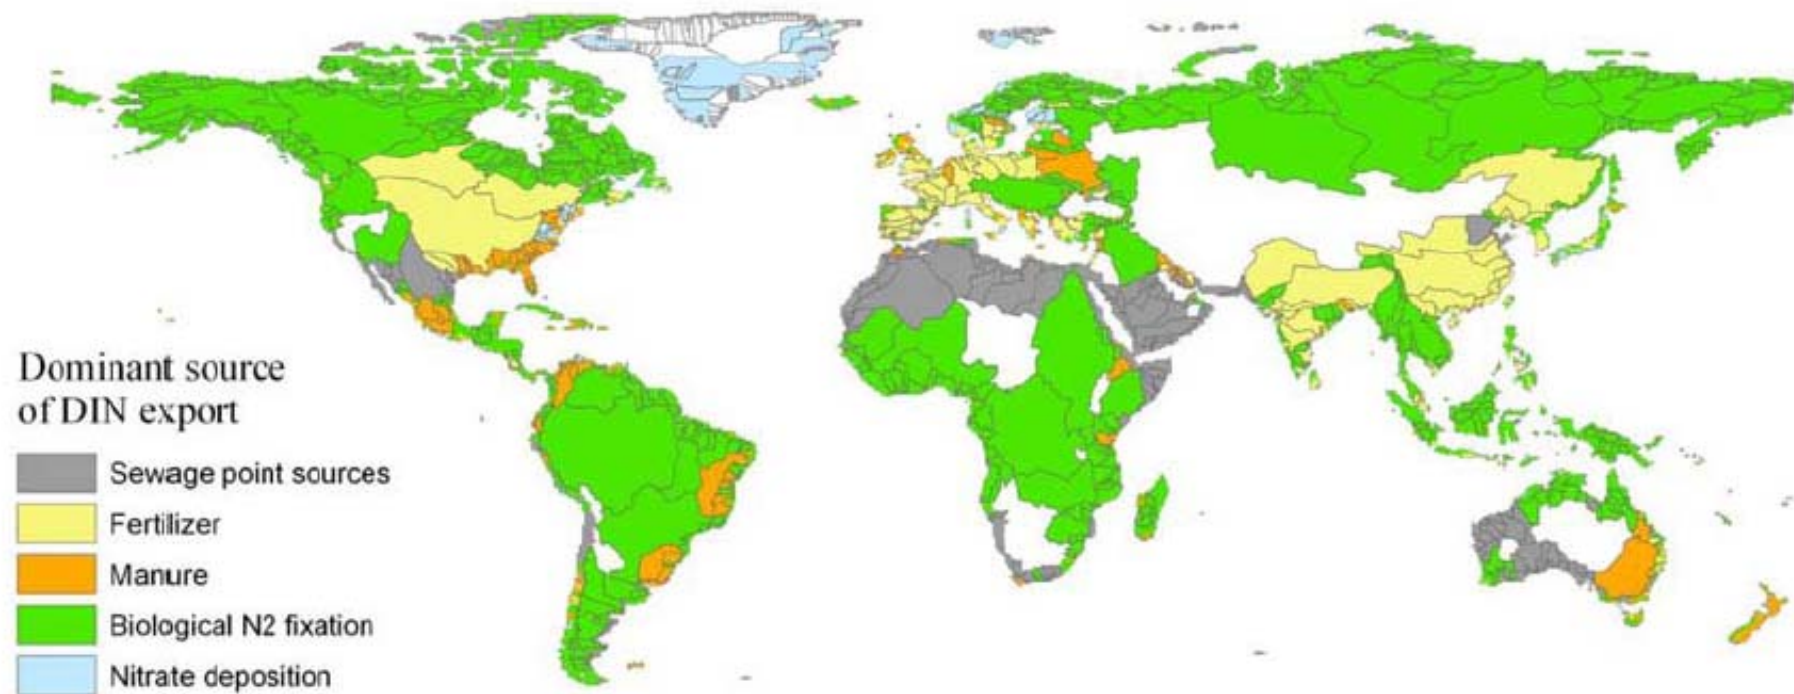 Dominant source
of DIN export
Sewage point sources
Fertilizer
Manure
Biological N2 fixation
Nitrate deposition